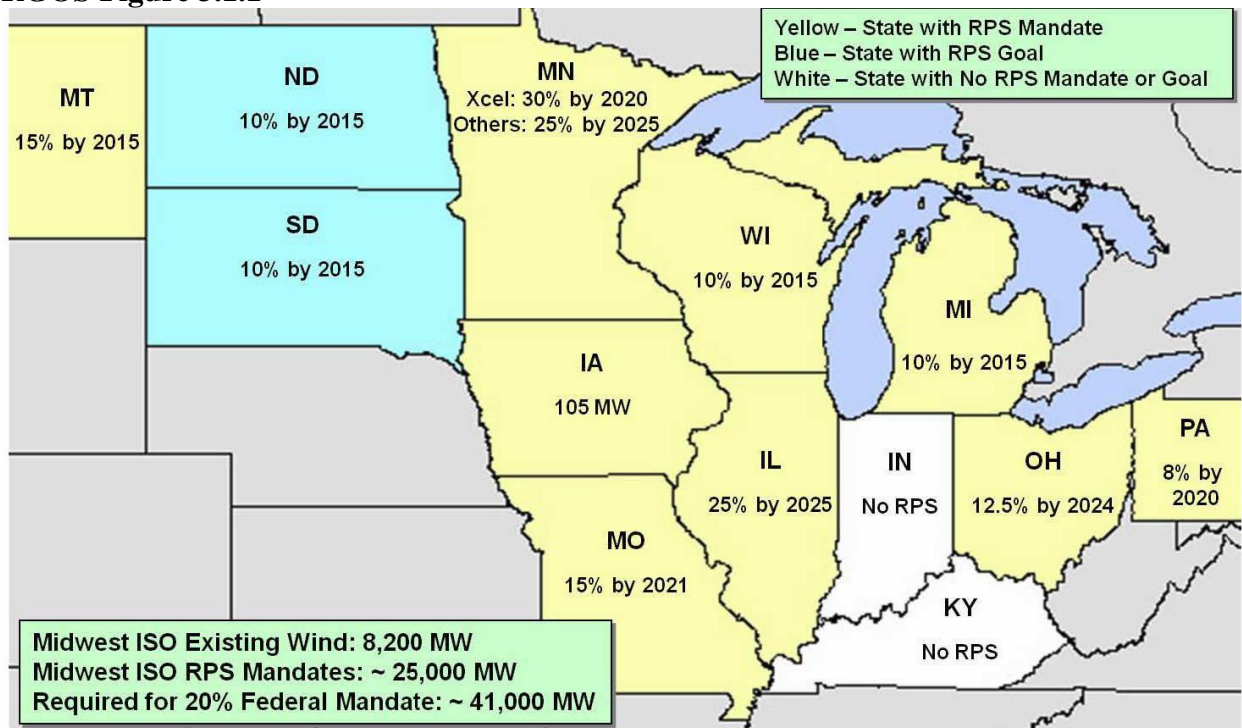 Yellow – State with RPS Mandate
Blue – State with RPS Goal
White – State with No RPS Mandate or Goal
MT
15% by 2015
ND
10% by 2015
MN
Xcel: 30% by 2020
Others: 25% by 2025
SD
10% by 2015
WI
10% by 2015
MI
10% by 2015
IA
105 MW
IL
25% by 2025
IN
No RPS
OH
12.5% by 2024
PA
8% by
2020
MO
15% by 2021
KY
No RPS
Midwest ISO Existing Wind: 8,200 MW
Midwest ISO RPS Mandates: ~ 25,000 MW
Required for 20% Federal Mandate: ~ 41,000 MW